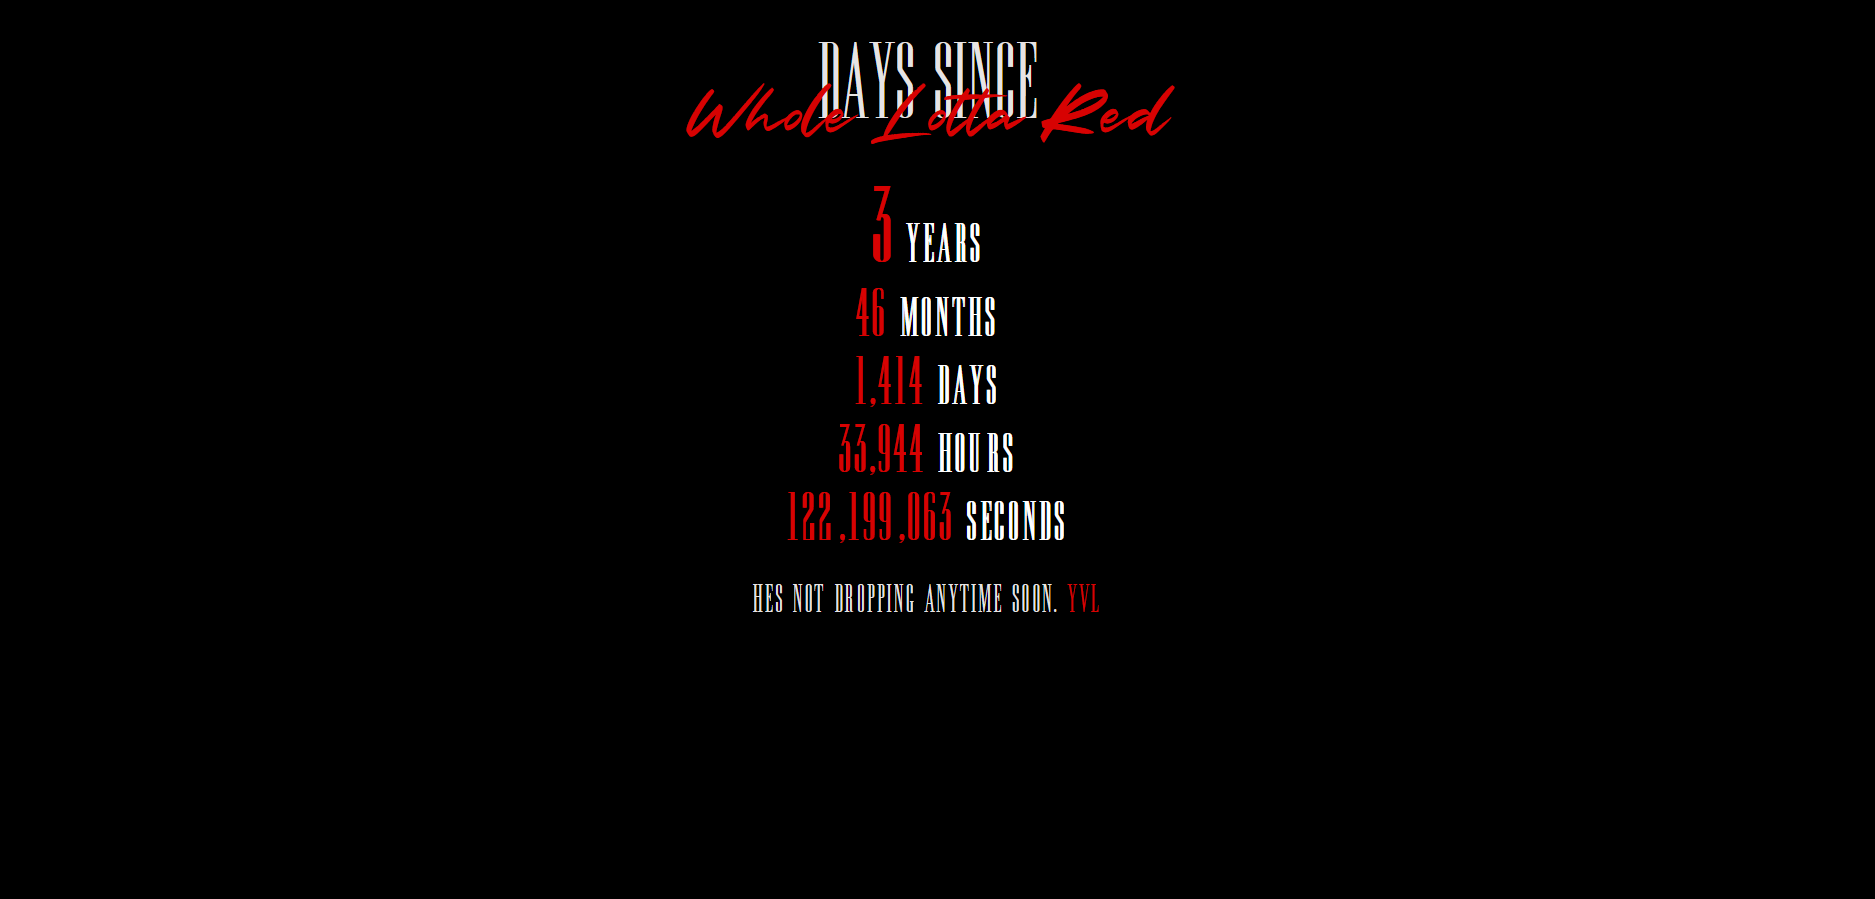 DAYS SINCE
Whole Lotta Red
3 YEARS
46 MONTHS
1,414 DAYS
33,944 HOURS
122,199,063 SECONDS
HES NOT DROPPING ANYTIME SOON. YVL